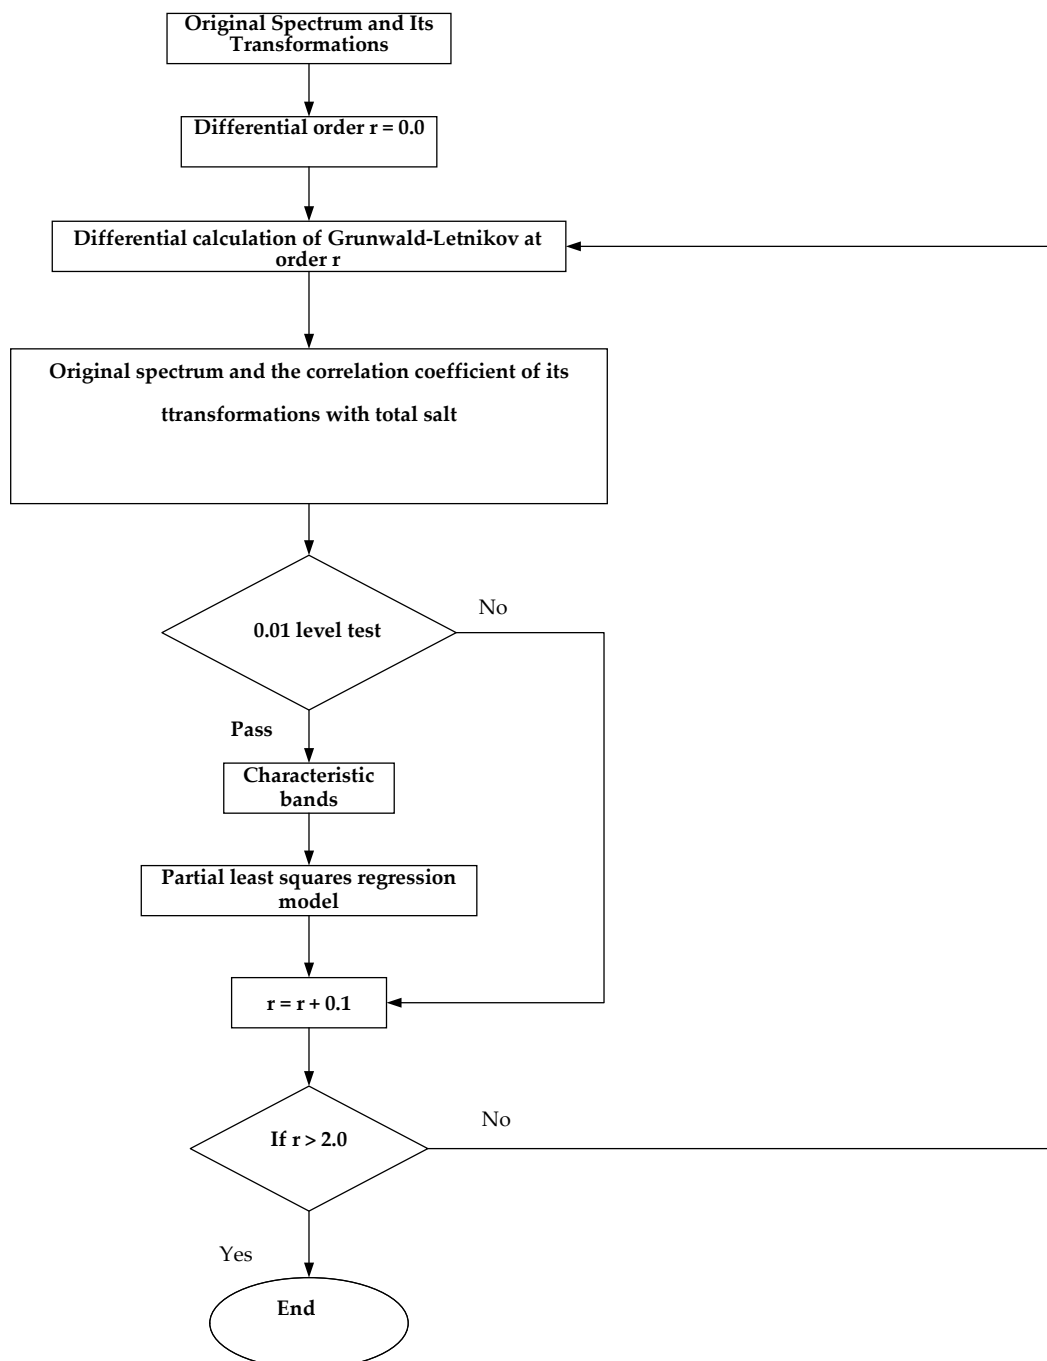 Original Spectrum and Its
Transformations
Differential order r = 0.0
Differential calculation of Grunwald-Letnikov at
order r
Original spectrum and the correlation coefficient of its
ttransformations with total salt
No
0.01 level test
Pass
Characteristic
bands
Partial least squares regression
model
r = r + 0.1
No
If r > 2.0
Yes
End